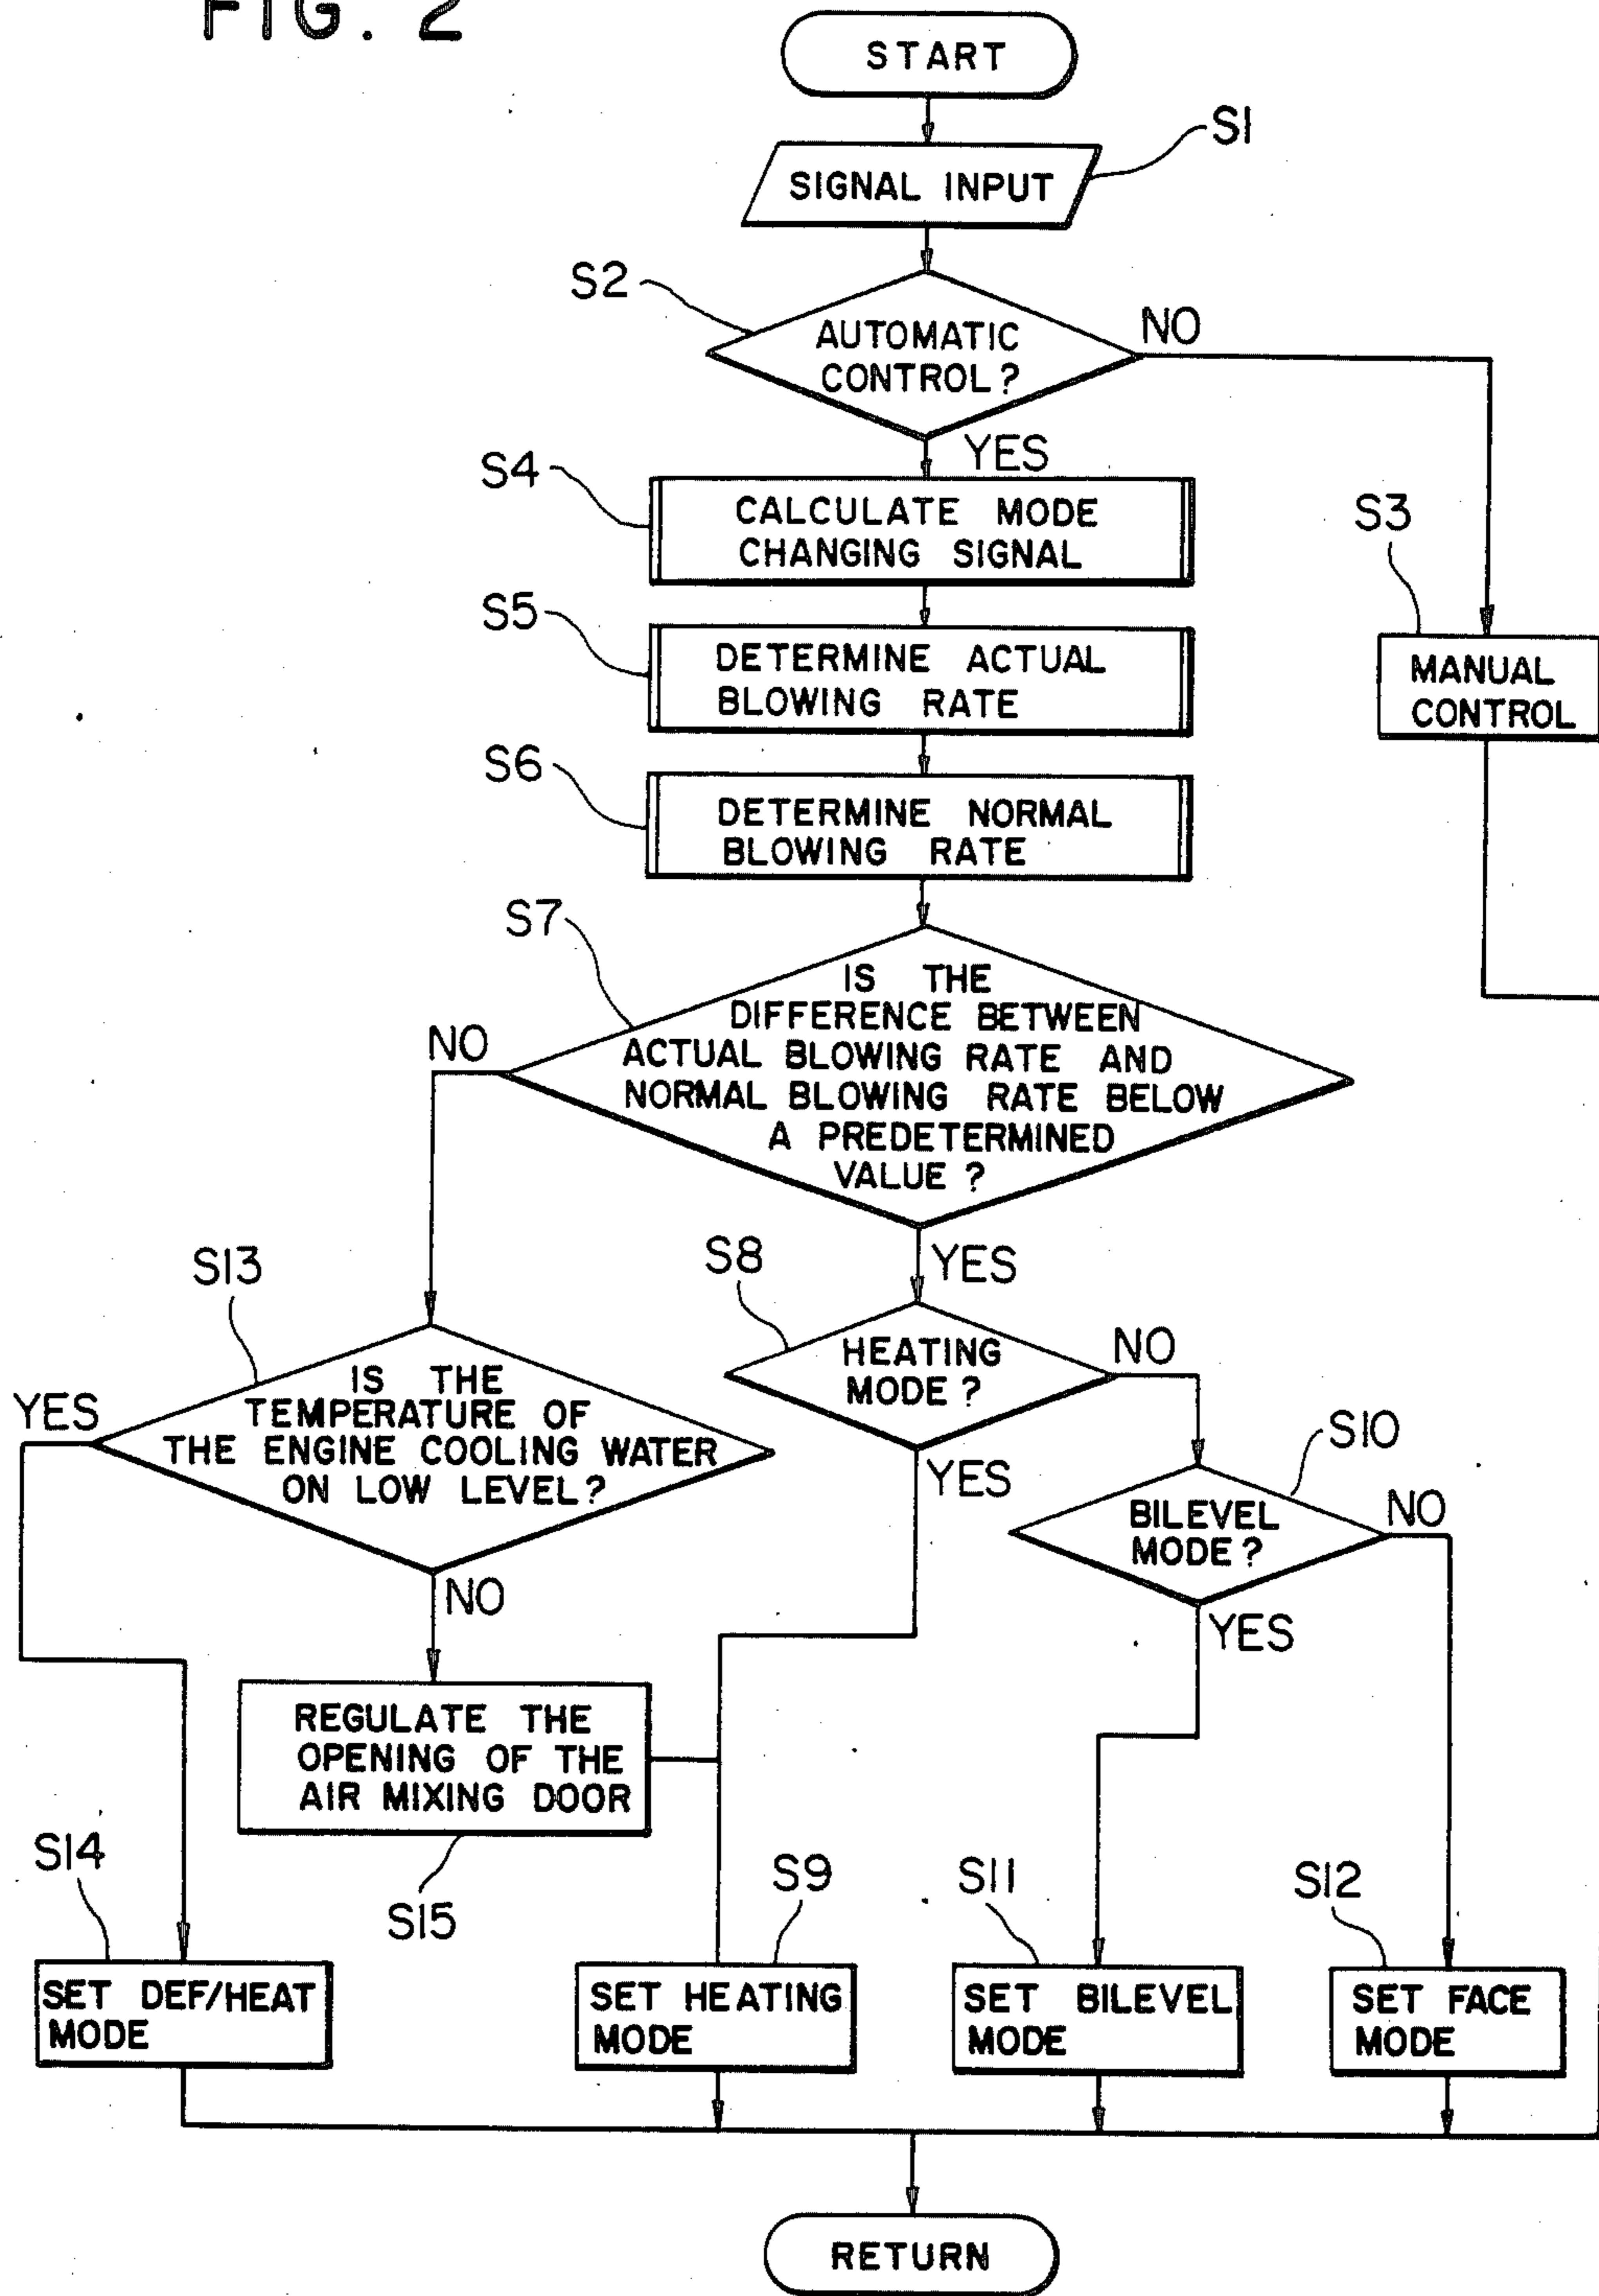 FIG. 2
START
S1
SIGNAL INPUT
S2
AUTOMATIC
CONTROL?
NO
YES
S4
CALCULATE MODE
CHANGING SIGNAL
S3
MANUAL
CONTROL
S5
DETERMINE ACTUAL
BLOWING RATE
S6
DETERMINE NORMAL
BLOWING RATE
S7
IS THE
DIFFERENCE BETWEEN
ACTUAL BLOWING RATE AND
NORMAL BLOWING RATE BELOW
A PREDETERMINED
VALUE?
NO
YES
S13
IS THE
TEMPERATURE OF
THE ENGINE COOLING WATER
ON LOW LEVEL?
YES
NO
S8
HEATING
MODE?
NO
YES
S10
BILEVEL
MODE?
NO
YES
REGULATE THE
OPENING OF THE
AIR MIXING DOOR
S15
S14
SET DEF/HEAT
MODE
S9
SET HEATING
MODE
S11
SET BILEVEL
MODE
S12
SET FACE
MODE
RETURN